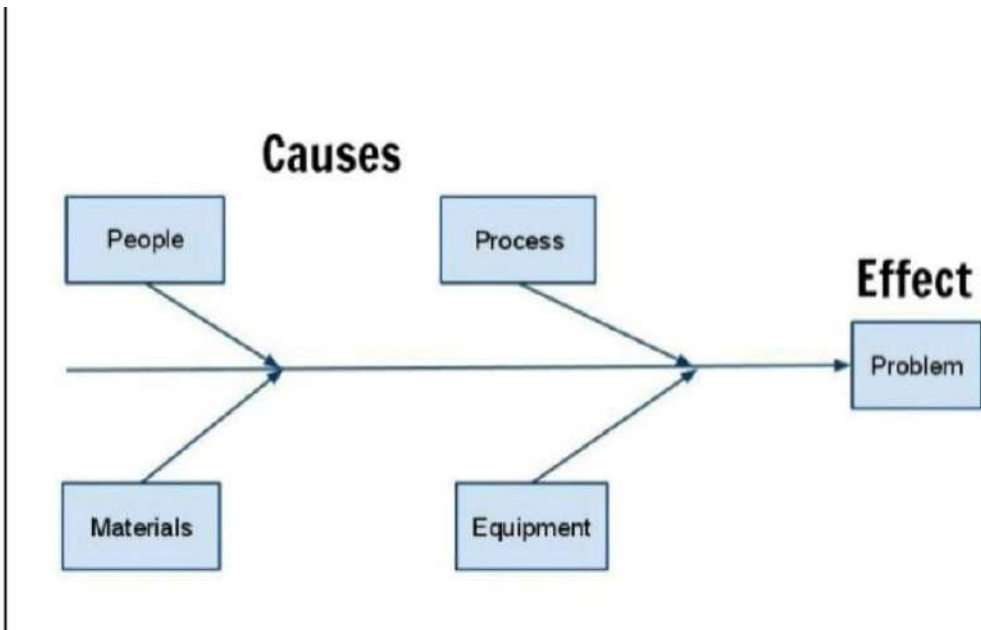 Causes
People
Process
Effect
Problem
Materials
Equipment